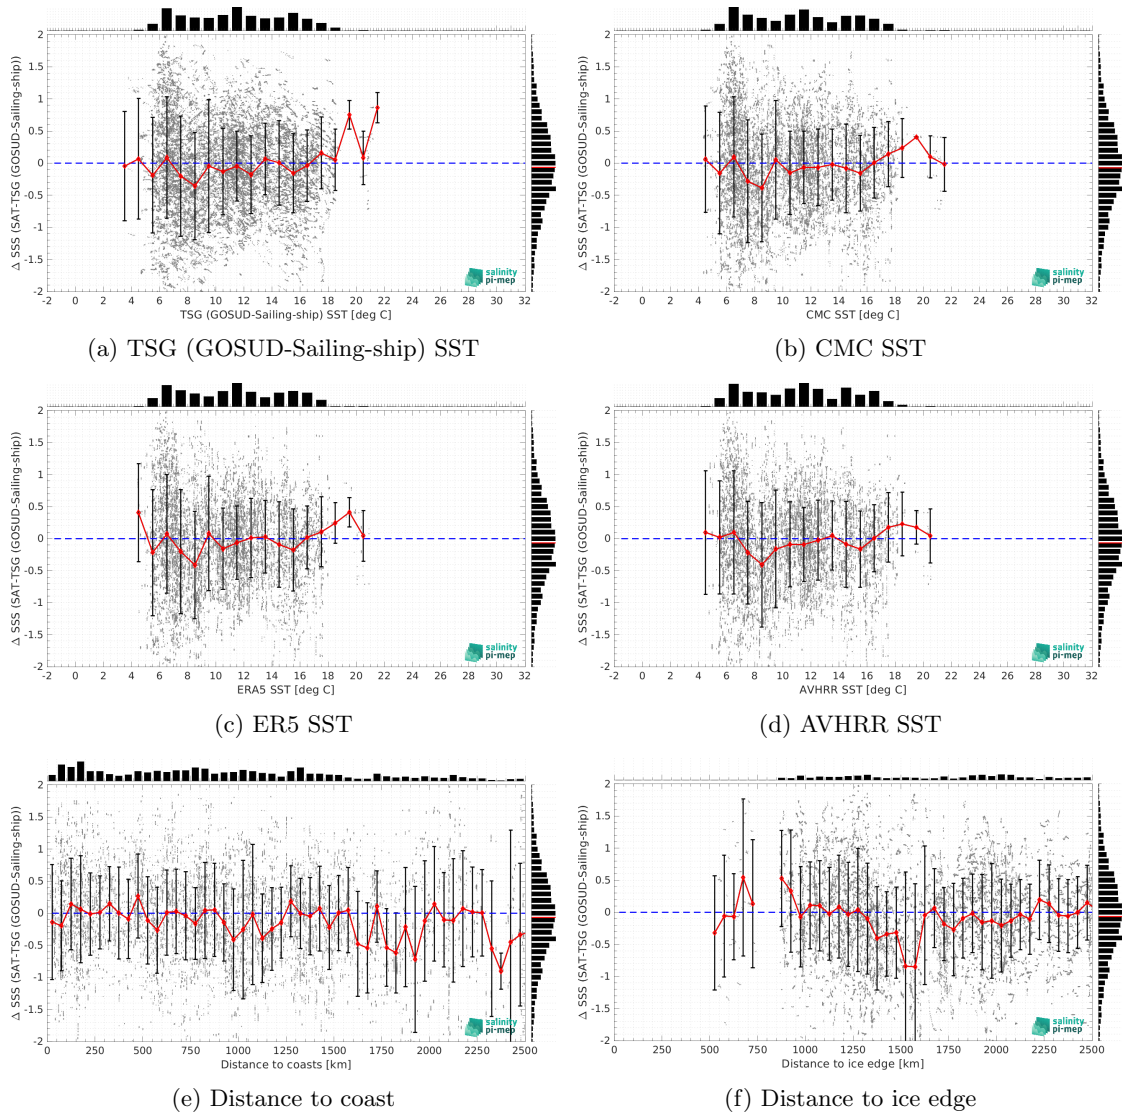 2
1.5
1
0.5
0
-0.5
-1
-1.5
-2
Δ SSS (SAT-TSG (GOSUD-Sailing-ship))
salinity
pi-mep
-2 0 2 4 6 8 10 12 14 16 18 20 22 24 26 28 30 32
TSG (GOSUD-Sailing-ship) SST [deg C]
(a) TSG (GOSUD-Sailing-ship) SST
2
1.5
1
0.5
0
-0.5
-1
-1.5
-2
Δ SSS (SAT-TSG (GOSUD-Sailing-ship))
salinity
pi-mep
-2 0 2 4 6 8 10 12 14 16 18 20 22 24 26 28 30 32
CMC SST [deg C]
(b) CMC SST
2
1.5
1
0.5
0
-0.5
-1
-1.5
-2
Δ SSS (SAT-TSG (GOSUD-Sailing-ship))
salinity
pi-mep
-2 0 2 4 6 8 10 12 14 16 18 20 22 24 26 28 30 32
ERA5 SST [deg C]
(c) ER5 SST
2
1.5
1
0.5
0
-0.5
-1
-1.5
-2
Δ SSS (SAT-TSG (GOSUD-Sailing-ship))
salinity
pi-mep
-2 0 2 4 6 8 10 12 14 16 18 20 22 24 26 28 30 32
AVHRR SST [deg C]
(d) AVHRR SST
2
1.5
1
0.5
0
-0.5
-1
-1.5
-2
Δ SSS (SAT-TSG (GOSUD-Sailing-ship))
salinity
pi-mep
0 250 500 750 1000 1250 1500 1750 2000 2250 2500
Distance to coasts [km]
(e) Distance to coast
2
1.5
1
0.5
0
-0.5
-1
-1.5
-2
Δ SSS (SAT-TSG (GOSUD-Sailing-ship))
salinity
pi-mep
0 250 500 750 1000 1250 1500 1750 2000 2250 2500
Distance to ice edge [km]
(f) Distance to ice edge